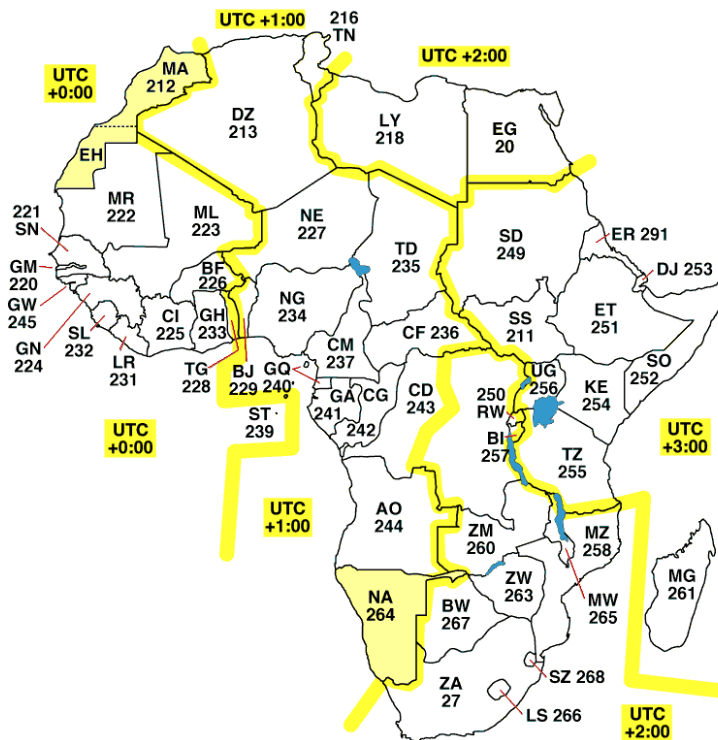 216
TN
UTC +1:00
UTC +2:00
UTC
+0:00
MA
212
DZ
213
LY
218
EG
20
EH
MR
222
ML
223
NE
227
TD
235
SD
249
ER 291
DJ 253
221
SN
GM
220
GW
245
GN
224
SL
232
LR
231
CI
225
BF
226
GH
233
TG
228
BJ
229
NG
234
CM
237
CF 236
SS
211
ET
251
SO
252
GQ
240
GA
241
CG
242
CD
243
UG
256
KE
254
250
RW
BI
257
TZ
255
ST
239
UTC
+0:00
UTC
+1:00
UTC
+3:00
AO
244
ZM
260
MZ
258
MG
261
NA
264
BW
267
ZW
263
MW
265
ZA
27
SZ 268
LS 266
UTC
+2:00